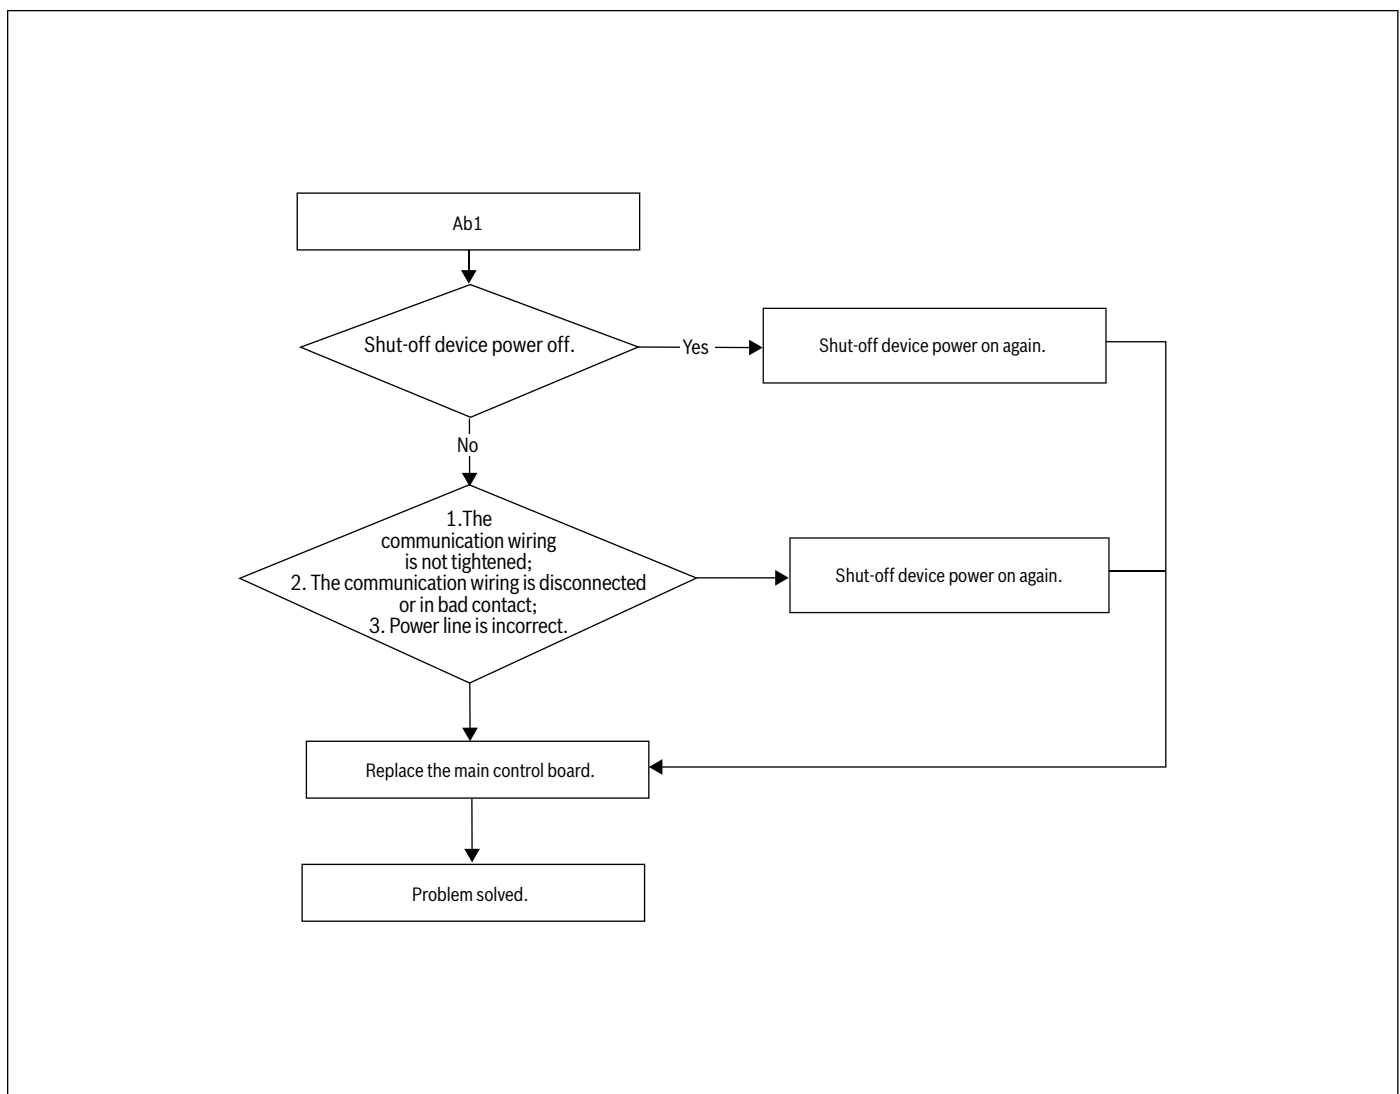 Ab1
Shut-off device power off.
Yes
Shut-off device power on again.
No
1.The
communication wiring
is not tightened;
2. The communication wiring is disconnected
or in bad contact;
3. Power line is incorrect.
Shut-off device power on again.
Replace the main control board.
Problem solved.